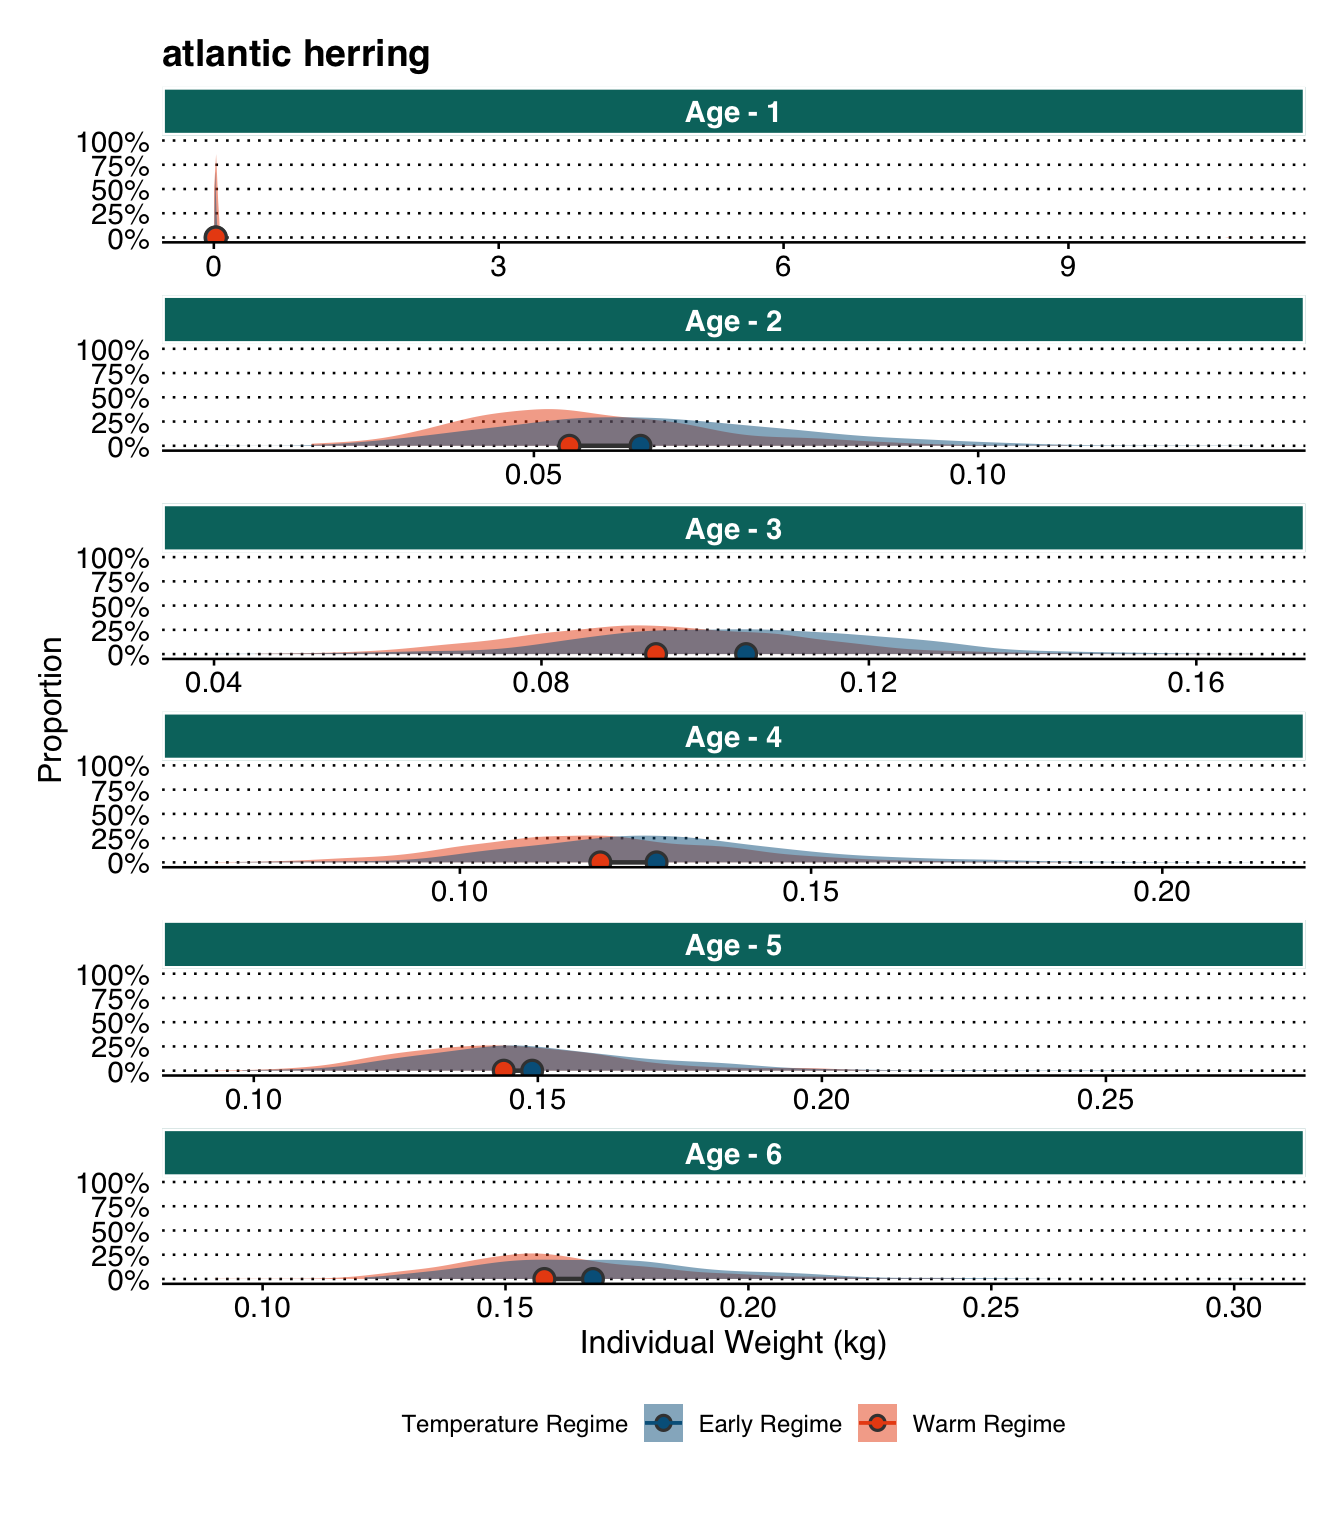 atlantic herring
Age - 1
100%
75%
50%
25%
0%
0 3 6 9
Age - 2
100%
75%
50%
25%
0%
0.05 0.10
Age - 3
100%
75%
50%
25%
0%
0.04 0.08 0.12 0.16
Proportion
Age - 4
100%
75%
50%
25%
0%
0.10 0.15 0.20
Age - 5
100%
75%
50%
25%
0%
0.10 0.15 0.20 0.25
Age - 6
100%
75%
50%
25%
0%
0.10 0.15 0.20 0.25 0.30
Individual Weight (kg)
Temperature Regime Early Regime Warm Regime